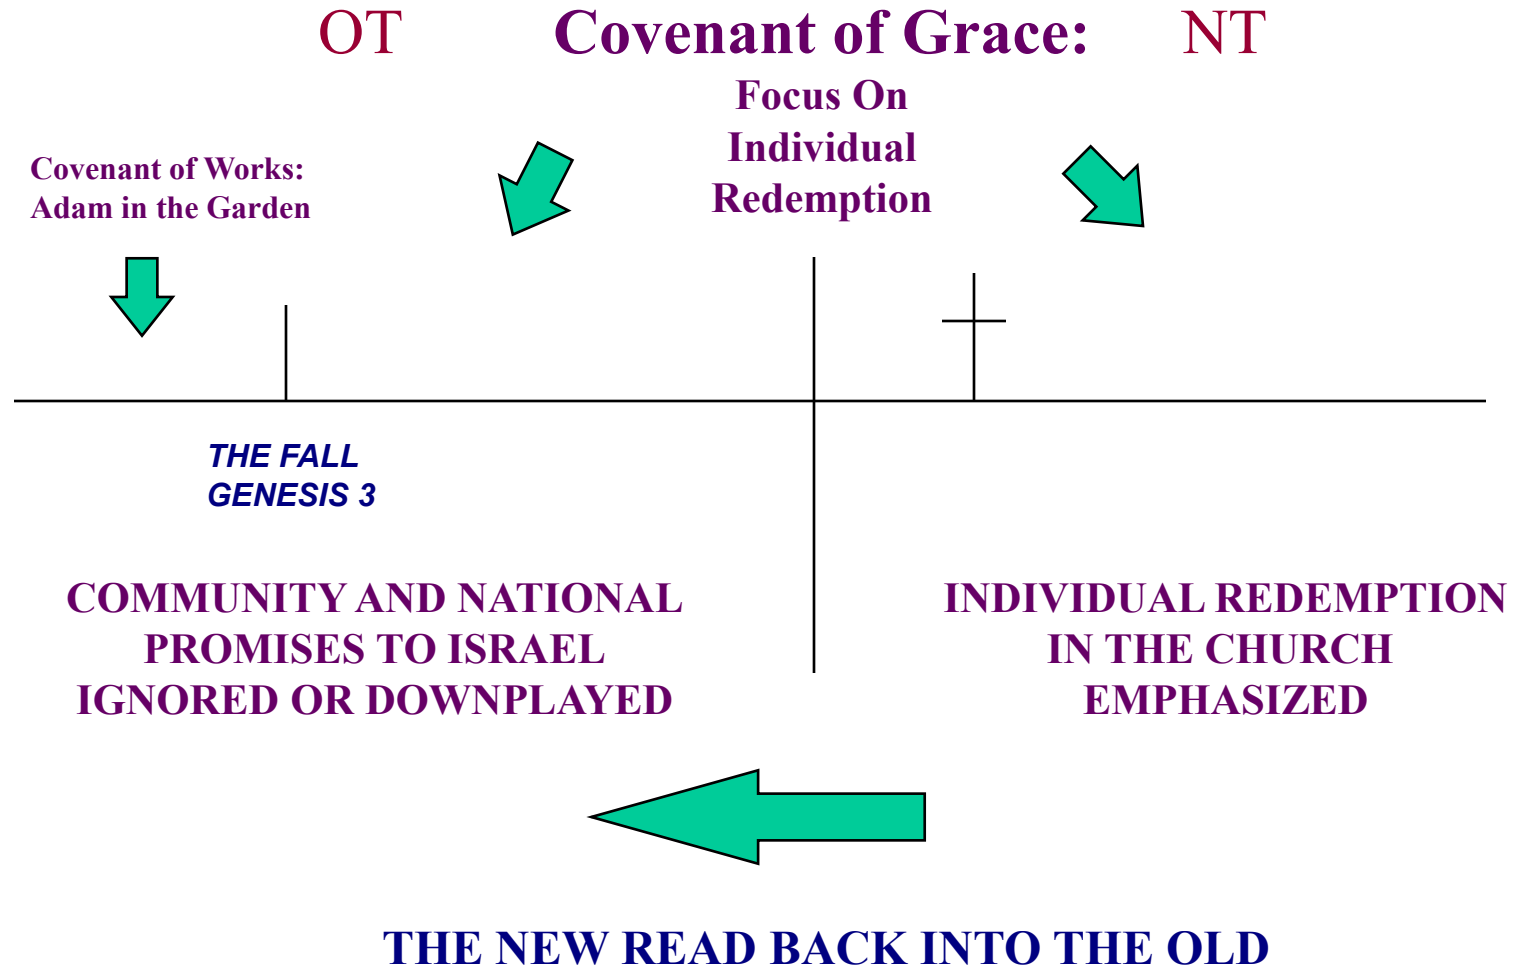 OT Covenant of Grace: NT
Focus On
Individual
Redemption
Covenant of Works:
Adam in the Garden
THE FALL
GENESIS 3
COMMUNITY AND NATIONAL
PROMISES TO ISRAEL
IGNORED OR DOWNPLAYED
INDIVIDUAL REDEMPTION
IN THE CHURCH
EMPHASIZED
THE NEW READ BACK INTO THE OLD